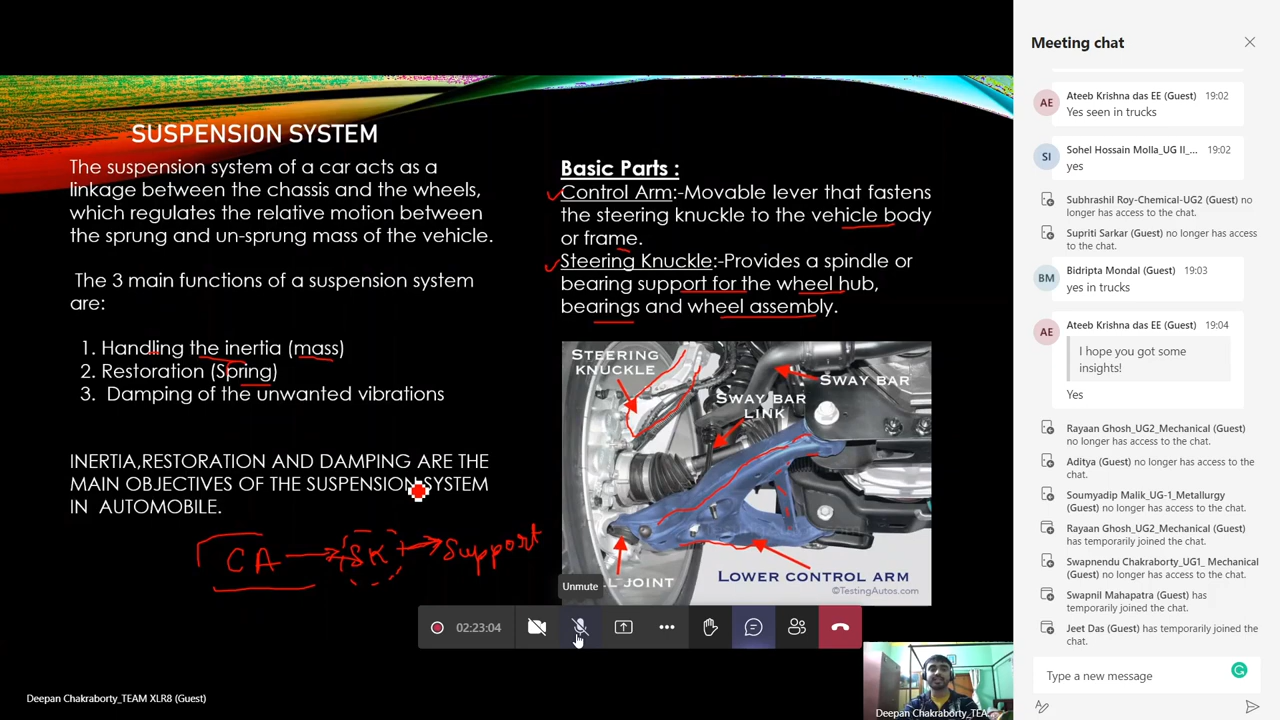 SUSPENSION SYSTEM
The suspension system of a car acts as a
linkage between the chassis and the wheels,
which regulates the relative motion between
the sprung and un-sprung mass of the vehicle.
The 3 main functions of a suspension system
are:
1. Handling the inertia (mass)
2. Restoration (Spring)
3. Damping of the unwanted vibrations
INERTIA,RESTORATION AND DAMPING ARE THE
MAIN OBJECTIVES OF THE SUSPENSION SYSTEM
IN AUTOMOBILE.
CA SK Support
Basic Parts :
Control Arm:-Movable lever that fastens
the steering knuckle to the vehicle body
or frame.
Steering Knuckle:-Provides a spindle or
bearing support for the wheel hub,
bearings and wheel assembly.
STEERING
KNUCKLE
SWAY BAR
SWAY BAR
LINK
L JOINT
LOWER CONTROL ARM
©TestingAutos.com
Unmute
02:23:04
Deepan Chakraborty_TEAM XLR8 (Guest)
Deepan Chakraborty_TEA...
Meeting chat
AE Ateeb Krishna das EE (Guest) 19:02
Yes seen in trucks
SI Sohel Hossain Molla_UG II_... 19:02
yes
Subhrashil Roy-Chemical-UG2 (Guest) no
longer has access to the chat.
Supriti Sarkar (Guest) no longer has access
to the chat.
BM Bidripta Mondal (Guest) 19:03
yes in trucks
AE Ateeb Krishna das EE (Guest) 19:04
I hope you got some
insights!
Yes
Rayaan Ghosh_UG2_Mechanical (Guest)
no longer has access to the chat.
Aditya (Guest) no longer has access to the
chat.
Soumyadip Malik_UG-1_Metallurgy
(Guest) no longer has access to the chat.
Rayaan Ghosh_UG2_Mechanical (Guest)
has temporarily joined the chat.
Swapnendu Chakraborty_UG1_ Mechanical
(Guest) no longer has access to the chat.
Swapnil Mahapatra (Guest) has
temporarily joined the chat.
Jeet Das (Guest) has temporarily joined the
chat.
Type a new message